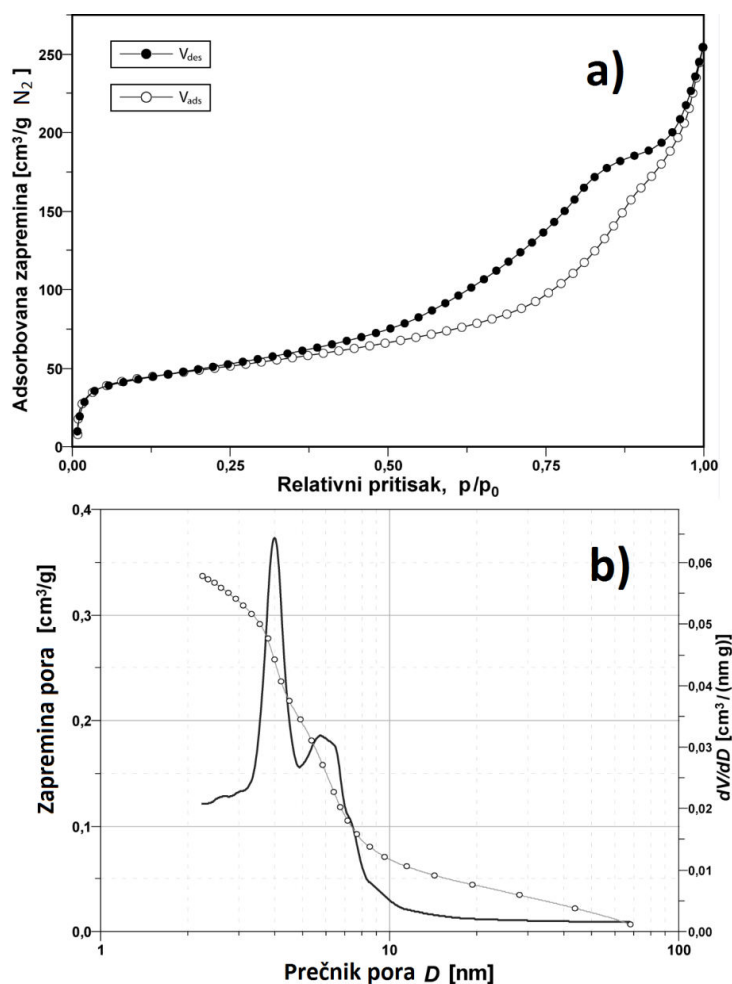 a)
V_des
V_ads
Adsorbovana zapremina [cm³/g N₂]
250
200
150
100
50
0
0,00 0,25 0,50 0,75 1,00
Relativni pritisak, p/p₀
b)
Zapremina pora [cm³/g]
0,4
0,3
0,2
0,1
0,0
0,06
0,05
0,04
0,03
0,02
0,01
0,00
dV/dD [cm³/(nm g)]
1 10 100
Prečnik pora D [nm]